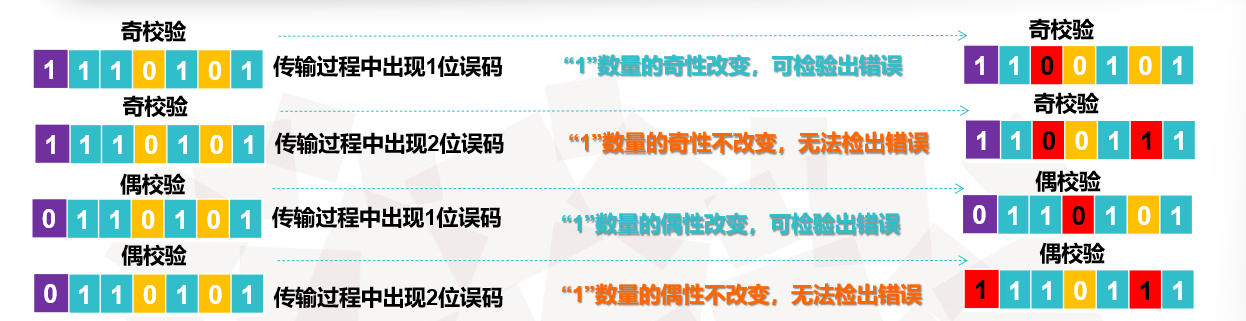 奇校验 奇校验
1 1 1 0 1 0 1 传输过程中出现1位误码 “1”数量的奇性改变，可检验出错误 1 1 0 0 1 0 1
奇校验 奇校验
1 1 1 0 1 0 1 传输过程中出现2位误码 “1”数量的奇性不改变，无法检出错误 1 1 0 0 1 1 1
偶校验 偶校验
0 1 1 0 1 0 1 传输过程中出现1位误码 “1”数量的偶性改变，可检验出错误 0 1 1 0 1 0 1
偶校验 偶校验
0 1 1 0 1 0 1 传输过程中出现2位误码 “1”数量的偶性不改变，无法检出错误 1 1 1 0 1 1 1